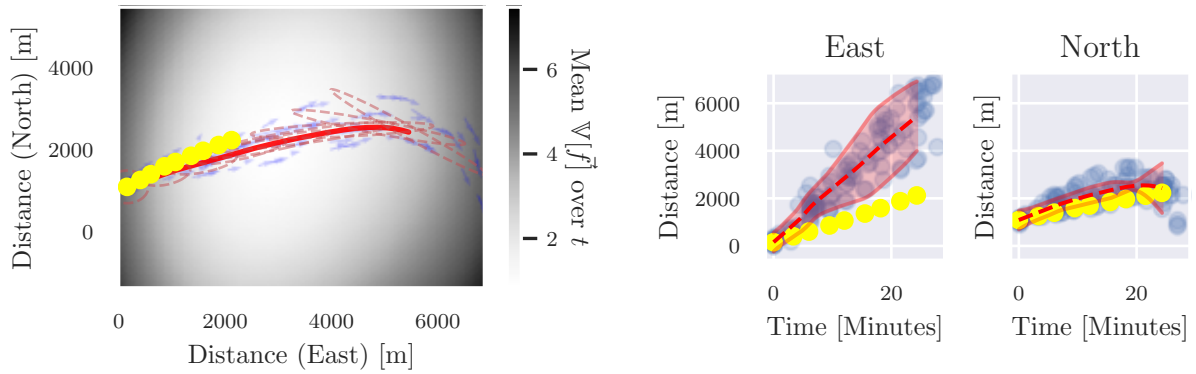 Distance (North) [m]
4000
2000
0
0
2000
4000
6000
Distance (East) [m]
6
4
2
Mean 𝕍[f⃗] over t
East
Distance [m]
6000
4000
2000
0
0
20
Time [Minutes]
North
Distance [m]
0
20
Time [Minutes]